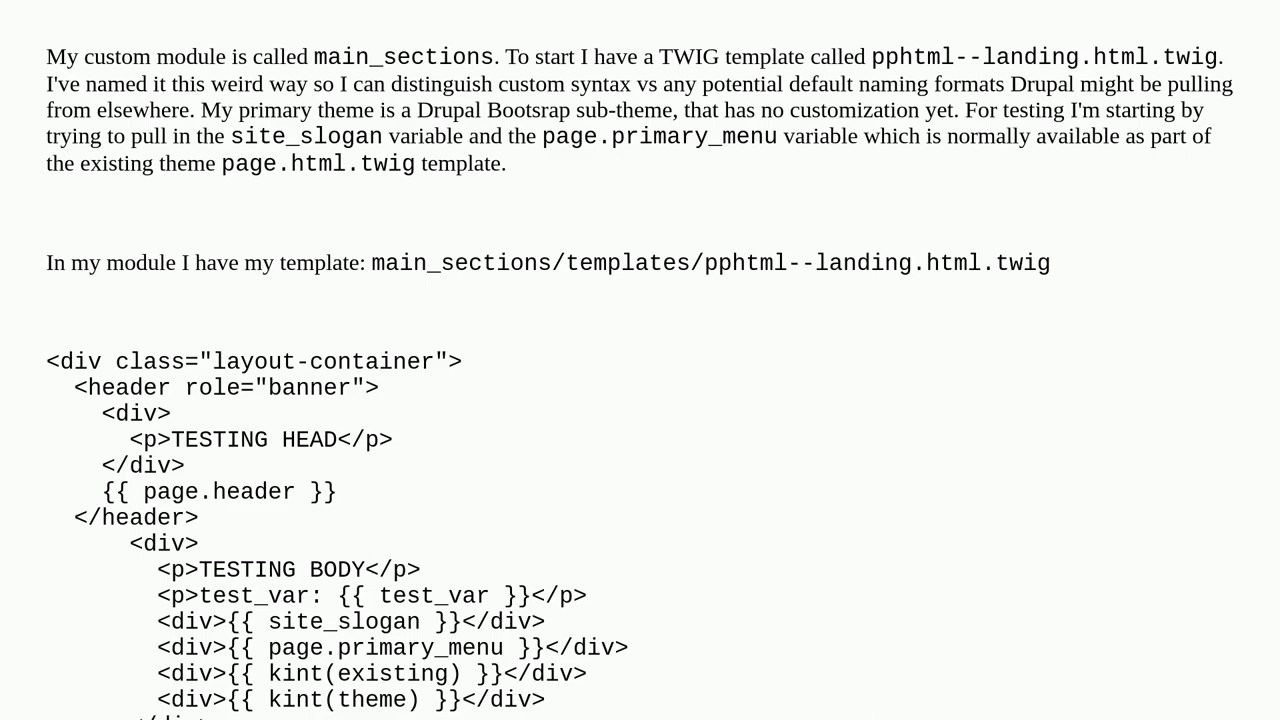 My custom module is called main_sections. To start I have a TWIG template called pphtml--landing.html.twig.
I've named it this weird way so I can distinguish custom syntax vs any potential default naming formats Drupal might be pulling
from elsewhere. My primary theme is a Drupal Bootsrap sub-theme, that has no customization yet. For testing I'm starting by
trying to pull in the site_slogan variable and the page.primary_menu variable which is normally available as part of
the existing theme page.html.twig template.
In my module I have my template: main_sections/templates/pphtml--landing.html.twig
<div class="layout-container">
  <header role="banner">
    <div>
      <p>TESTING HEAD</p>
    </div>
    {{ page.header }}
  </header>
      <div>
        <p>TESTING BODY</p>
        <p>test_var: {{ test_var }}</p>
        <div>{{ site_slogan }}</div>
        <div>{{ page.primary_menu }}</div>
        <div>{{ kint(existing) }}</div>
        <div>{{ kint(theme) }}</div>